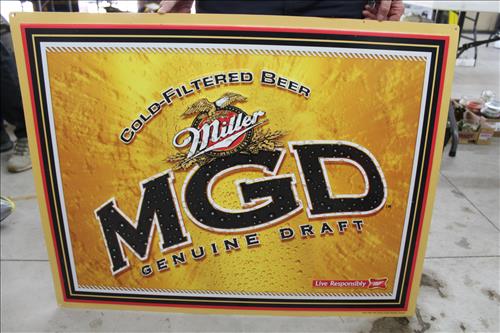 COLD-FILTERED BEER
Miller
MGD
GENUINE DRAFT
Live Responsibly